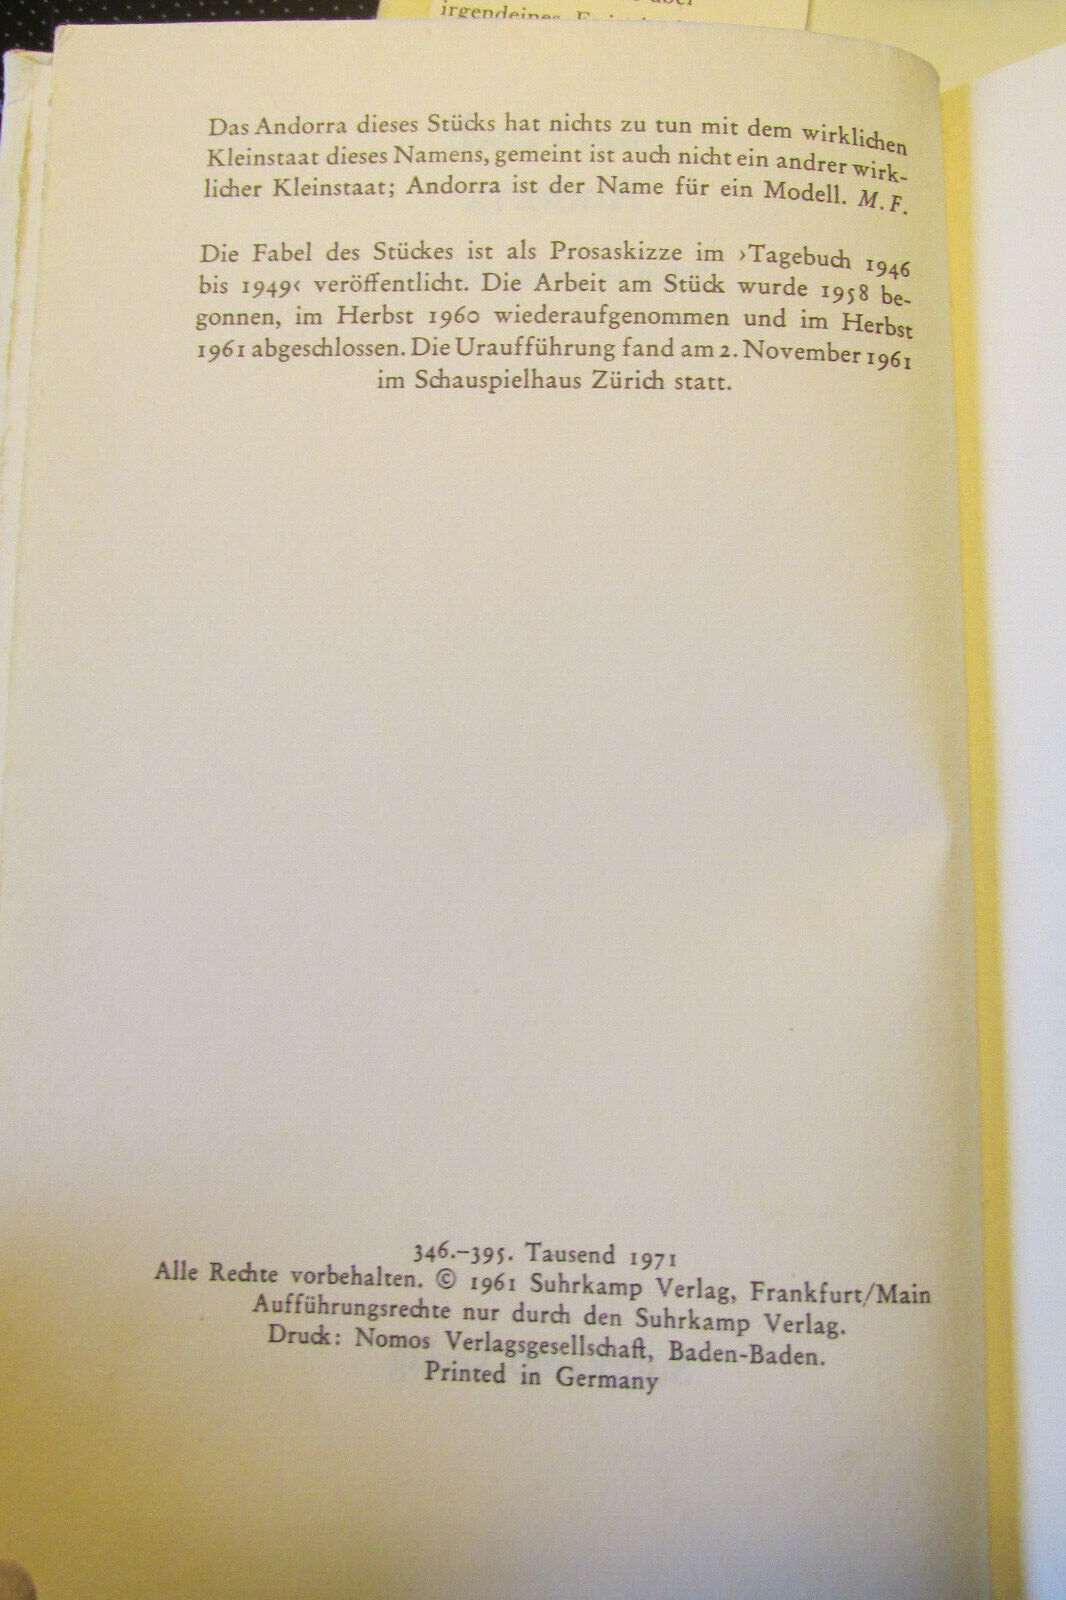 irgendeines
Das Andorra dieses Stücks hat nichts zu tun mit dem wirklichen
Kleinstaat dieses Namens, gemeint ist auch nicht ein andrer wirk-
licher Kleinstaat; Andorra ist der Name für ein Modell. M. F.
Die Fabel des Stückes ist als Prosaskizze im ›Tagebuch 1946
bis 1949‹ veröffentlicht. Die Arbeit am Stück wurde 1958 be-
gonnen, im Herbst 1960 wiederaufgenommen und im Herbst
1961 abgeschlossen. Die Uraufführung fand am 2. November 1961
im Schauspielhaus Zürich statt.
346.–395. Tausend 1971
Alle Rechte vorbehalten. © 1961 Suhrkamp Verlag, Frankfurt/Main
Aufführungsrechte nur durch den Suhrkamp Verlag.
Druck: Nomos Verlagsgesellschaft, Baden-Baden.
Printed in Germany